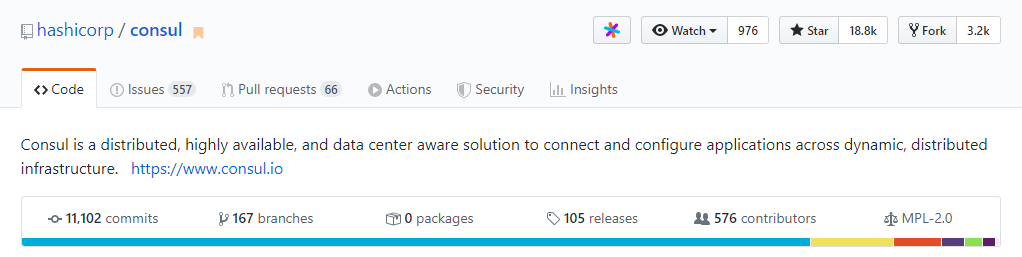 hashicorp / consul
Watch 976 Star 18.8k Fork 3.2k
Code Issues 557 Pull requests 66 Actions Security Insights
Consul is a distributed, highly available, and data center aware solution to connect and configure applications across dynamic, distributed
infrastructure. https://www.consul.io
11,102 commits 167 branches 0 packages 105 releases 576 contributors MPL-2.0